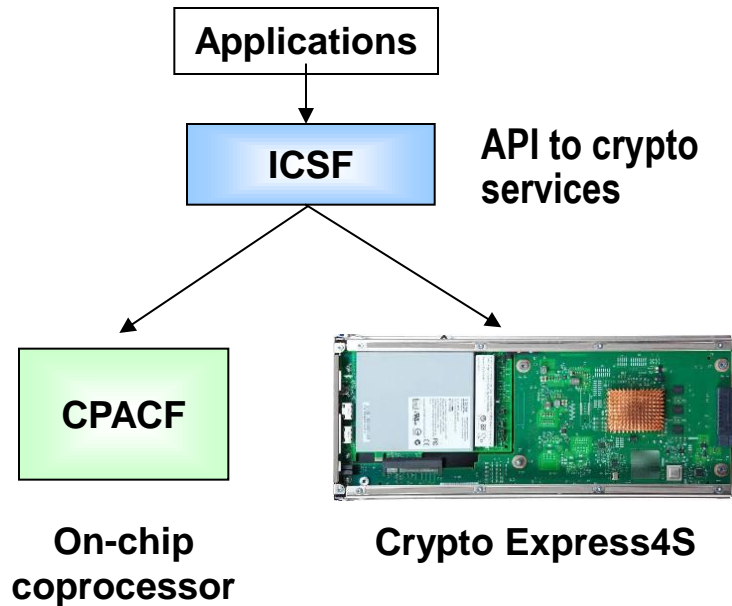 Applications
ICSF
API to crypto
services
CPACF
On-chip
coprocessor
Crypto Express4S